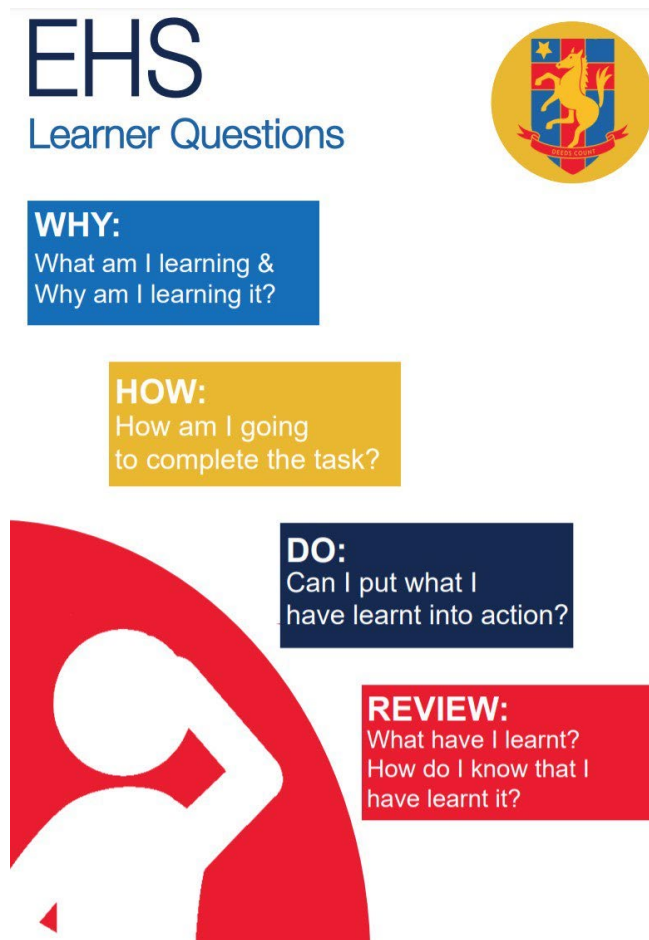 EHS
Learner Questions
DEEDS COUNT
WHY:
What am I learning &
Why am I learning it?
HOW:
How am I going
to complete the task?
DO:
Can I put what I
have learnt into action?
REVIEW:
What have I learnt?
How do I know that I
have learnt it?